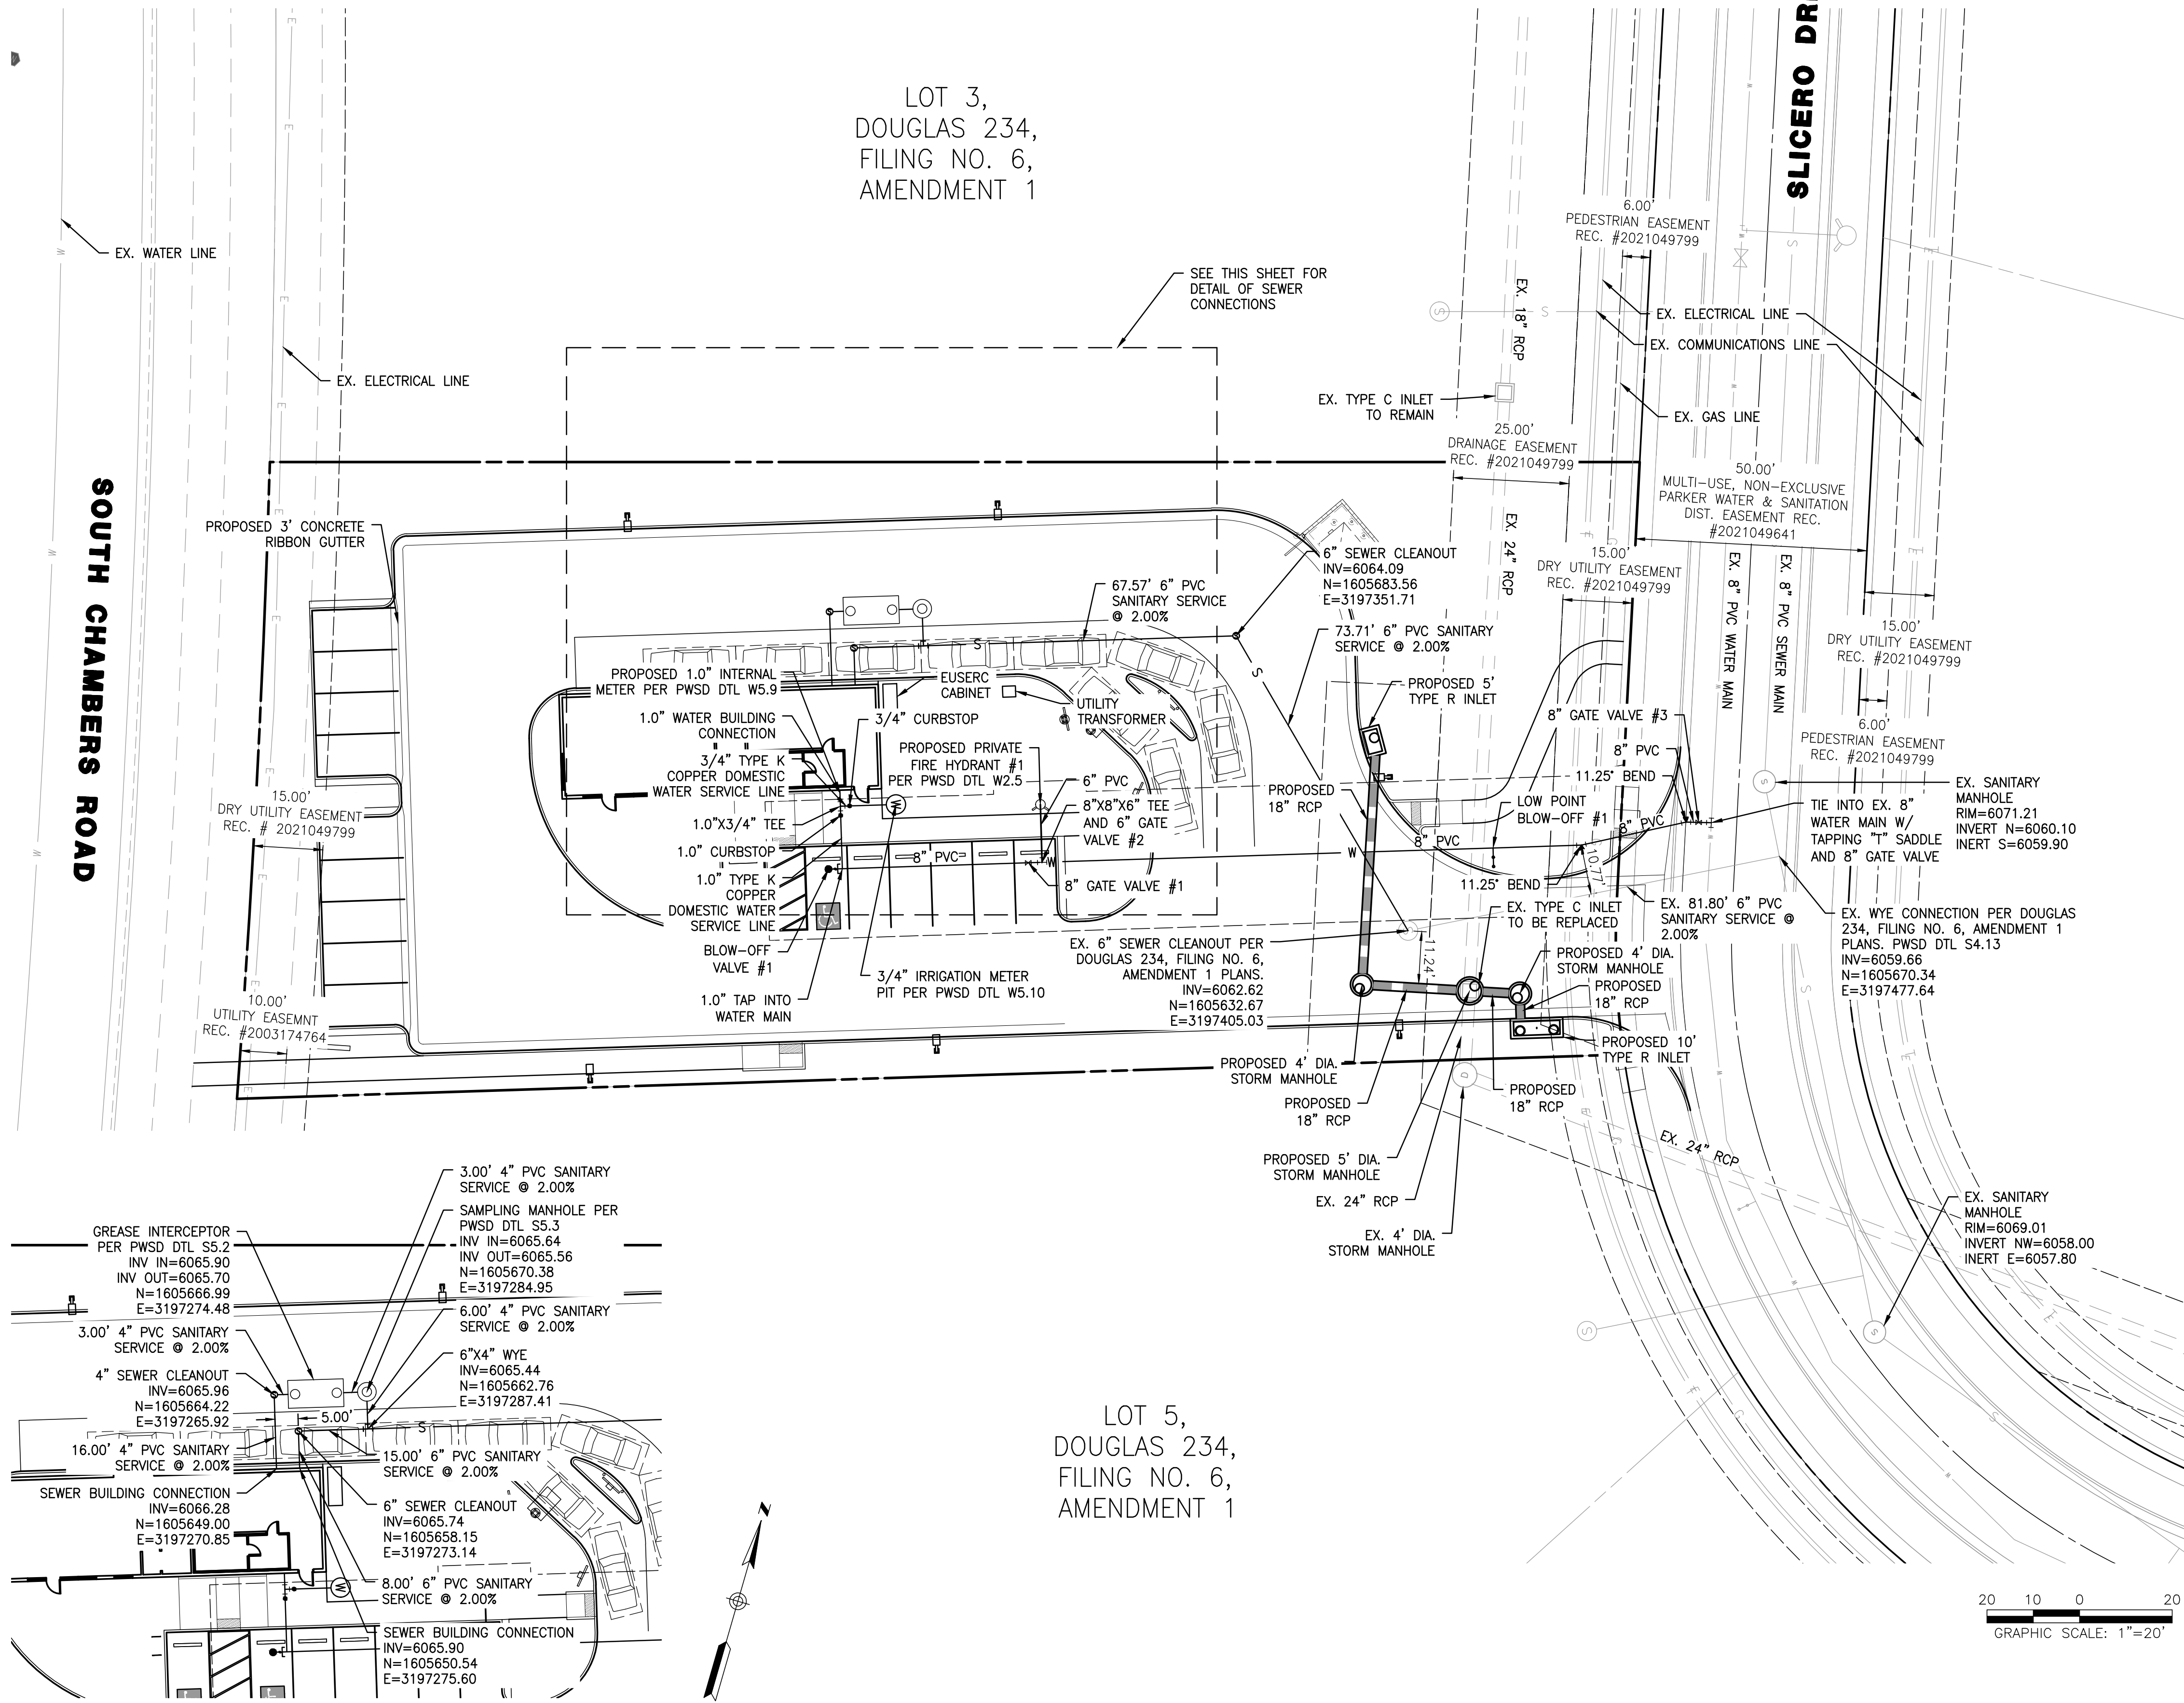 LOT 3,
DOUGLAS 234,
FILING NO. 6,
AMENDMENT 1
SLICERO
EX. WATER LINE
EX. ELECTRICAL LINE
SOUTH CHAMBERS ROAD
SEE THIS SHEET FOR
DETAIL OF SEWER
CONNECTIONS
6.00'
PEDESTRIAN EASEMENT
REC. #2021049799
EX. 18" RCP
EX. ELECTRICAL LINE
EX. COMMUNICATIONS LINE
EX. GAS LINE
EX. TYPE C INLET
TO REMAIN
25.00'
DRAINAGE EASEMENT
REC. #2021049799
50.00'
MULTI-USE, NON-EXCLUSIVE
PARKER WATER & SANITATION
DIST. EASEMENT REC.
#2021049641
15.00'
DRY UTILITY EASEMENT
REC. #2021049799
EX. 24" RCP
EX. 8" PVC WATER MAIN
EX. 8" PVC SEWER MAIN
15.00'
DRY UTILITY EASEMENT
REC. #2021049799
6.00'
PEDESTRIAN EASEMENT
REC. #2021049799
PROPOSED 3' CONCRETE
RIBBON GUTTER
6" SEWER CLEANOUT
INV=6064.09
N=1605683.56
E=3197351.71
67.57' 6" PVC
SANITARY SERVICE
@ 2.00%
73.71' 6" PVC SANITARY
SERVICE @ 2.00%
S
S
PROPOSED 1.0" INTERNAL
METER PER PWSD DTL W5.9
EUSERC
CABINET
UTILITY
TRANSFORMER
1.0" WATER BUILDING
CONNECTION
3/4" CURBSTOP
3/4" TYPE K
COPPER DOMESTIC
WATER SERVICE LINE
PROPOSED PRIVATE
FIRE HYDRANT #1
PER PWSD DTL W2.5
6" PVC
8"X8"X6" TEE
AND 6" GATE
VALVE #2
1.0"X3/4" TEE
1.0" CURBSTOP
8" PVC
W
W
8" GATE VALVE #1
1.0" TYPE K
COPPER
DOMESTIC WATER
SERVICE LINE
BLOW-OFF
VALVE #1
1.0" TAP INTO
WATER MAIN
3/4" IRRIGATION METER
PIT PER PWSD DTL W5.10
PROPOSED 5'
TYPE R INLET
PROPOSED
18" RCP
8" GATE VALVE #3
8" PVC
11.25° BEND
LOW POINT
BLOW-OFF #1
8" PVC
8" PVC
W
10.77'
11.25° BEND
TIE INTO EX. 8"
WATER MAIN W/
TAPPING "T" SADDLE
AND 8" GATE VALVE
EX. SANITARY
MANHOLE
RIM=6071.21
INVERT N=6060.10
INERT S=6059.90
EX. 81.80' 6" PVC
SANITARY SERVICE @
2.00%
EX. WYE CONNECTION PER DOUGLAS
234, FILING NO. 6, AMENDMENT 1
PLANS. PWSD DTL S4.13
INV=6059.66
N=1605670.34
E=3197477.64
EX. TYPE C INLET
TO BE REPLACED
PROPOSED 4' DIA.
STORM MANHOLE
PROPOSED
18" RCP
PROPOSED 10'
TYPE R INLET
PROPOSED
18" RCP
EX. 6" SEWER CLEANOUT PER
DOUGLAS 234, FILING NO. 6,
AMENDMENT 1 PLANS.
INV=6062.62
N=1605632.67
E=3197405.03
11.24'
PROPOSED 4' DIA.
STORM MANHOLE
PROPOSED
18" RCP
PROPOSED 5' DIA.
STORM MANHOLE
EX. 24" RCP
EX. 4' DIA.
STORM MANHOLE
EX. 24" RCP
EX. SANITARY
MANHOLE
RIM=6069.01
INVERT NW=6058.00
INERT E=6057.80
15.00'
DRY UTILITY EASEMENT
REC. # 2021049799
10.00'
UTILITY EASEMNT
REC. #2003174764
3.00' 4" PVC SANITARY
SERVICE @ 2.00%
SAMPLING MANHOLE PER
PWSD DTL S5.3
INV IN=6065.64
INV OUT=6065.56
N=1605670.38
E=3197284.95
GREASE INTERCEPTOR
PER PWSD DTL S5.2
INV IN=6065.90
INV OUT=6065.70
N=1605666.99
E=3197274.48
6.00' 4" PVC SANITARY
SERVICE @ 2.00%
3.00' 4" PVC SANITARY
SERVICE @ 2.00%
6"X4" WYE
INV=6065.44
N=1605662.76
E=3197287.41
4" SEWER CLEANOUT
INV=6065.96
N=1605664.22
E=3197265.92
5.00'
S
16.00' 4" PVC SANITARY
SERVICE @ 2.00%
15.00' 6" PVC SANITARY
SERVICE @ 2.00%
SEWER BUILDING CONNECTION
INV=6066.28
N=1605649.00
E=3197270.85
6" SEWER CLEANOUT
INV=6065.74
N=1605658.15
E=3197273.14
8.00' 6" PVC SANITARY
SERVICE @ 2.00%
W
SEWER BUILDING CONNECTION
INV=6065.90
N=1605650.54
E=3197275.60
N
LOT 5,
DOUGLAS 234,
FILING NO. 6,
AMENDMENT 1
20 10 0 20
GRAPHIC SCALE: 1"=20'